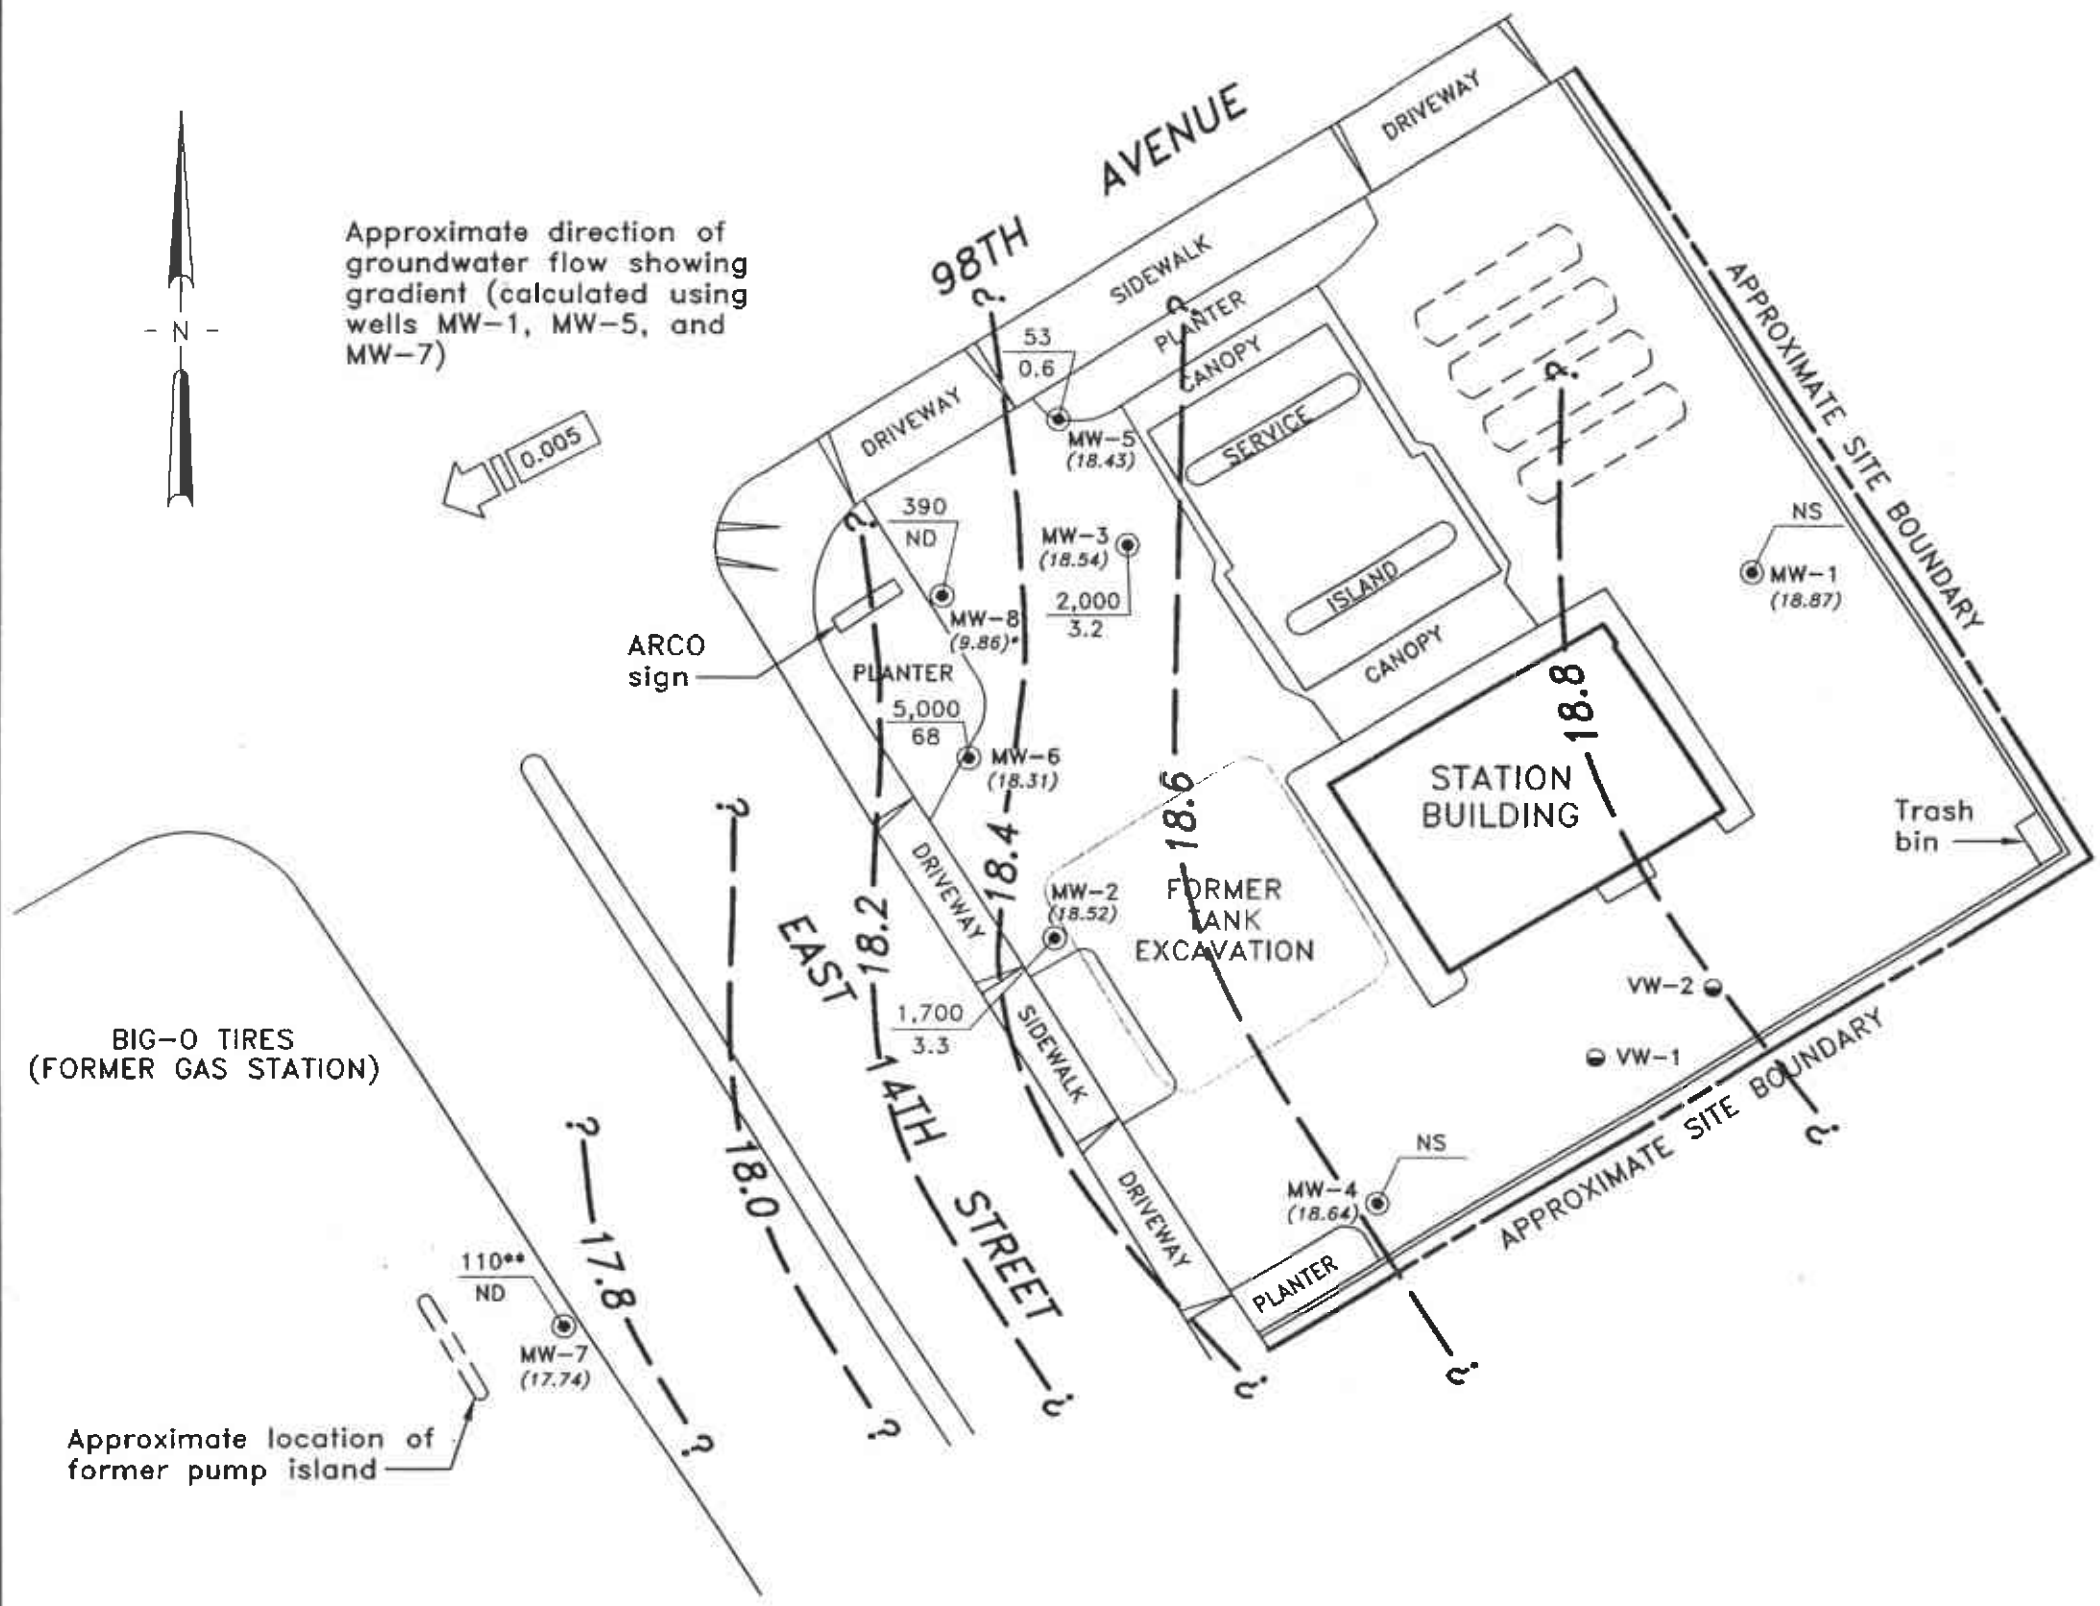 98TH AVENUE
DRIVEWAY
Approximate direction of
groundwater flow showing
gradient (calculated using
wells MW-1, MW-5, and
MW-7)
- N -
SIDEWALK
?
?
PLANTER
CANOPY
53
0.6
?
DRIVEWAY
MW-5
(18.43)
SERVICE
0.005
APPROXIMATE SITE BOUNDARY
390
ND
?
MW-3
(18.54)
2,000
3.2
NS
MW-1
(18.87)
ISLAND
MW-8
(9.86)*
ARCO
sign
PLANTER
CANOPY
5,000
68
MW-6
(18.31)
18.8
STATION
BUILDING
?
18.6
18.4
Trash
bin
DRIVEWAY
MW-2
(18.52)
FORMER
TANK
EXCAVATION
18.2
EAST 14TH STREET
1,700
3.3
VW-2
VW-1
SIDEWALK
BIG-O TIRES
(FORMER GAS STATION)
APPROXIMATE SITE BOUNDARY
?
?
18.0
NS
MW-4
(18.64)
DRIVEWAY
17.8
110**
ND
PLANTER
MW-7
(17.74)
?
?
?
?
?
Approximate location of
former pump island